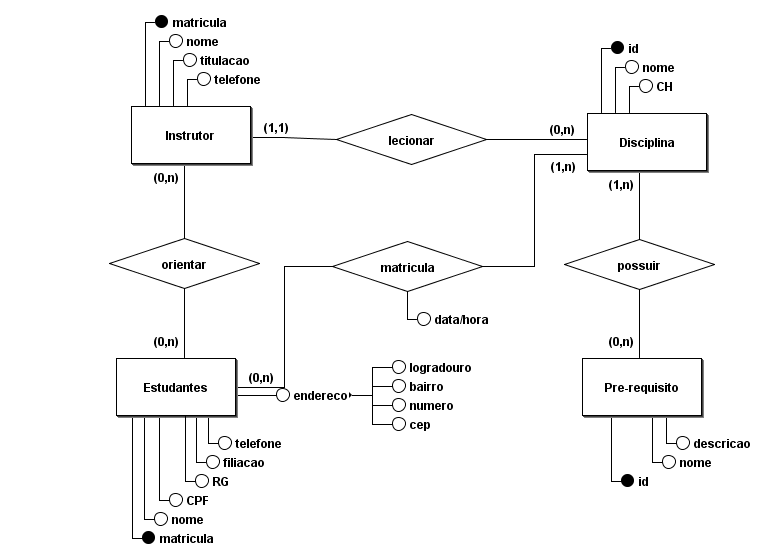 matricula
nome
titulacao
telefone
id
nome
CH
Instrutor
(1,1)
lecionar
(0,n)
Disciplina
(0,n)
(1,n)
(1,n)
orientar
matricula
possuir
data/hora
(0,n)
(0,n)
Estudantes
(0,n)
endereco
logradouro
bairro
numero
cep
Pre-requisito
telefone
filiacao
RG
CPF
nome
matricula
descricao
nome
id